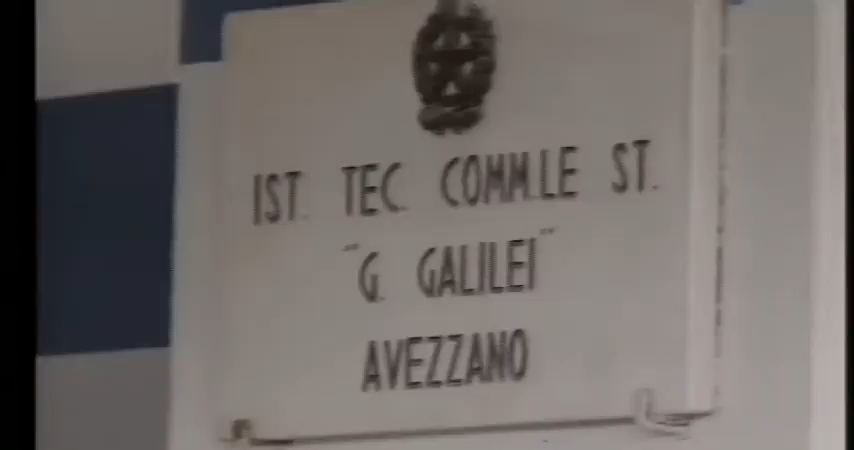 IST. TEC. COMM.LE ST.
"G. GALILEI"
AVEZZANO